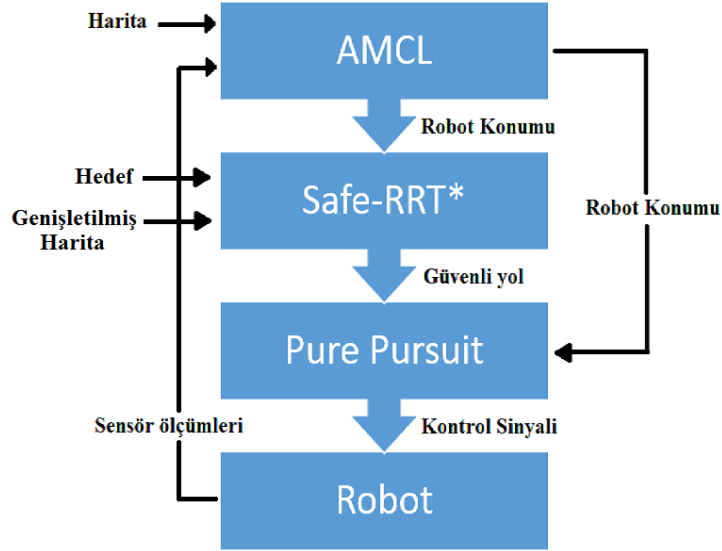 Harita
AMCL
Robot Konumu
Hedef
Safe-RRT*
Genişletilmiş
Harita
Robot Konumu
Güvenli yol
Pure Pursuit
Sensör ölçümleri
Kontrol Sinyali
Robot